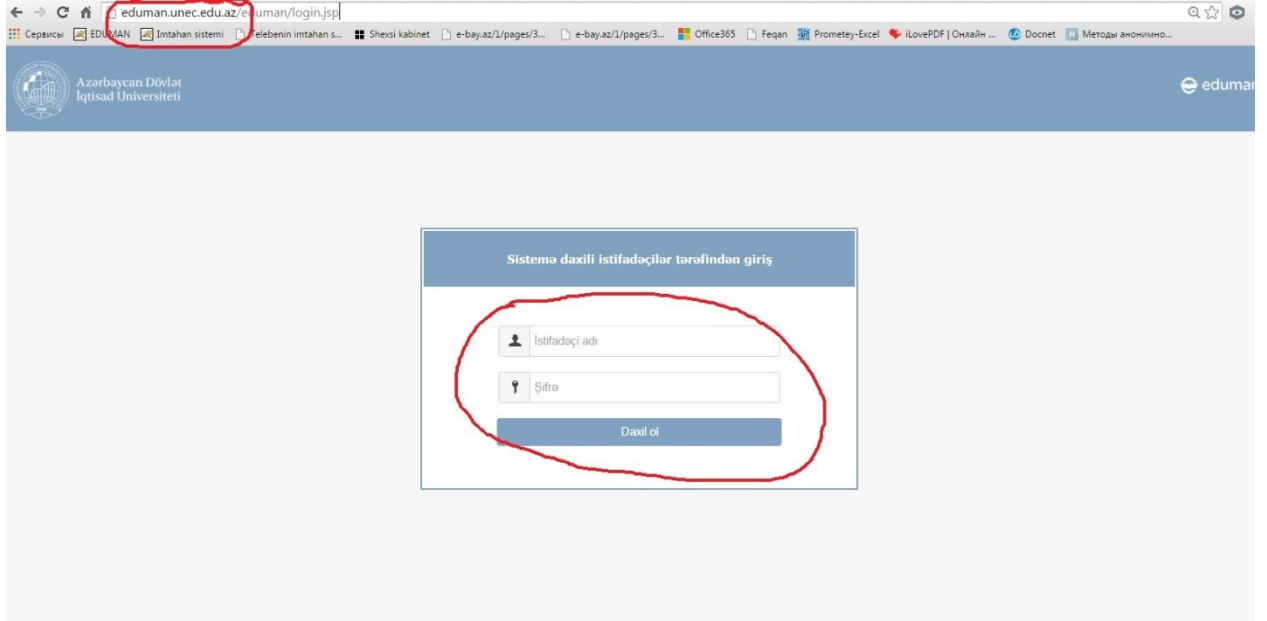 eduman.unec.edu.az/eduman/login.jsp
Сервисы EDUMAN Imtahan sistemi Telebenin imtahan s... Shexsi kabinet e-bay.az/1/pages/3... e-bay.az/1/pages/3... Office365 Feqan Prometey-Excel iLovePDF | Онлайн ... Docnet Методы анонимно...
Azərbaycan Dövlət
İqtisad Universiteti
eduman
Sistemə daxili istifadəçilər tərəfindən giriş
İstifadəçi adı
Şifrə
Daxil ol